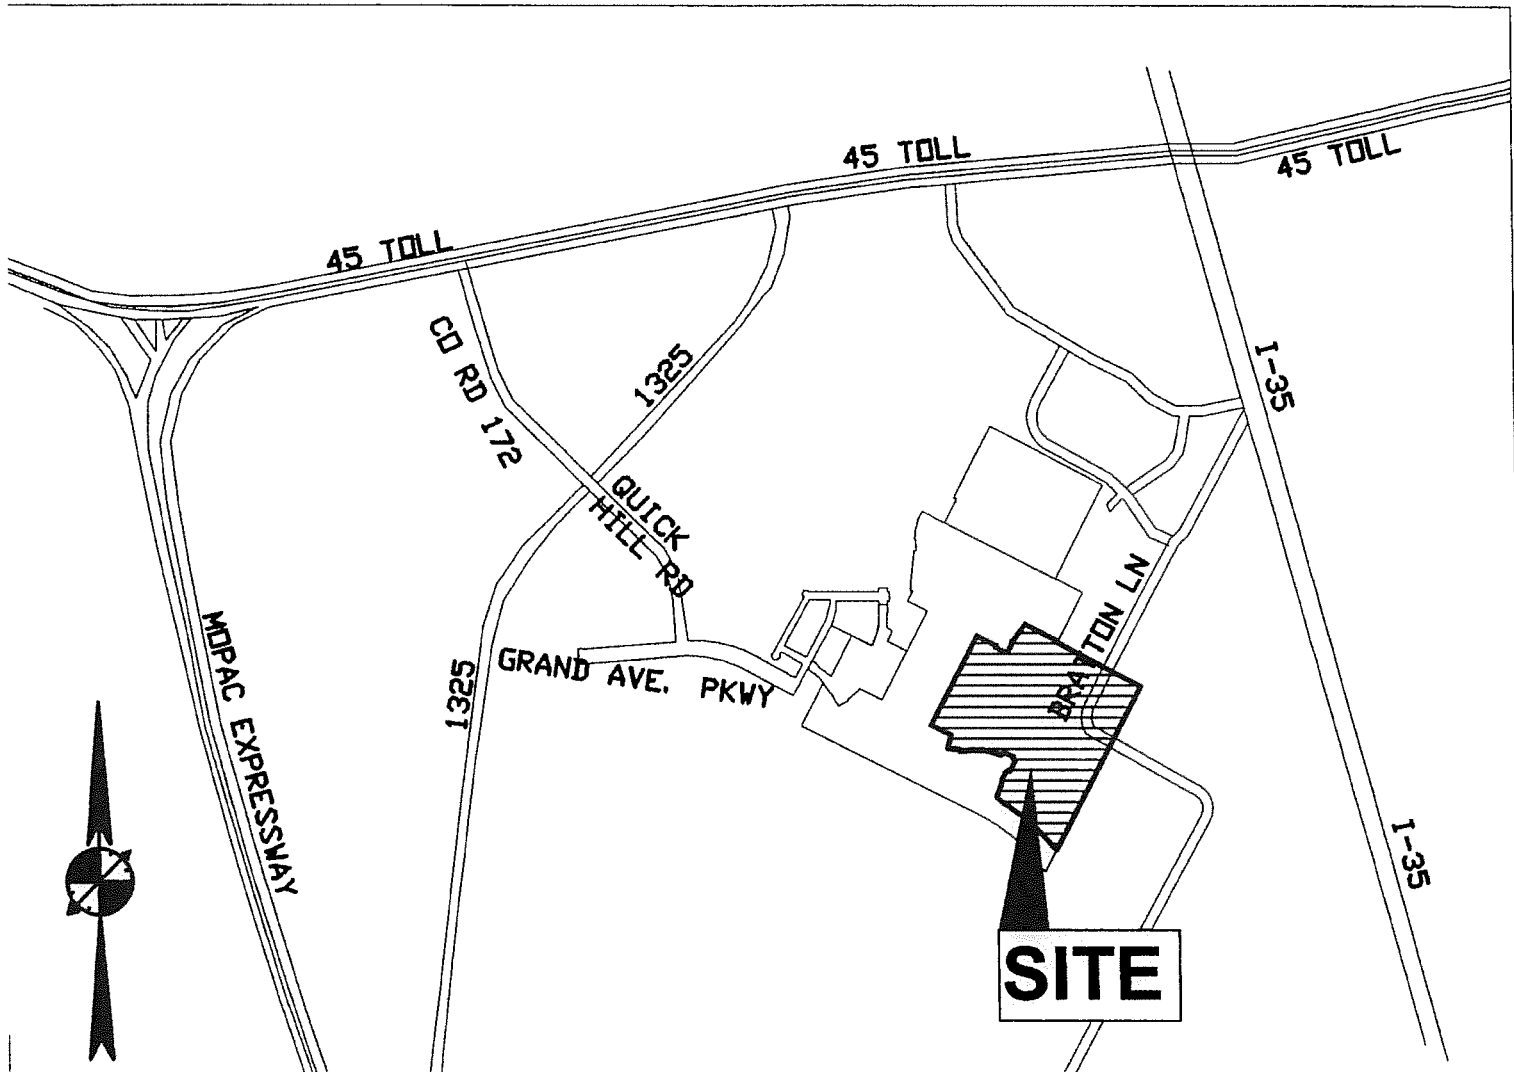 45 TOLL
45 TOLL
45 TOLL
CO RD 172
1325
I-35
QUICK
HILL RD
BRATTON LN
MOPAC EXPRESSWAY
1325
GRAND AVE. PKWY
I-35
SITE